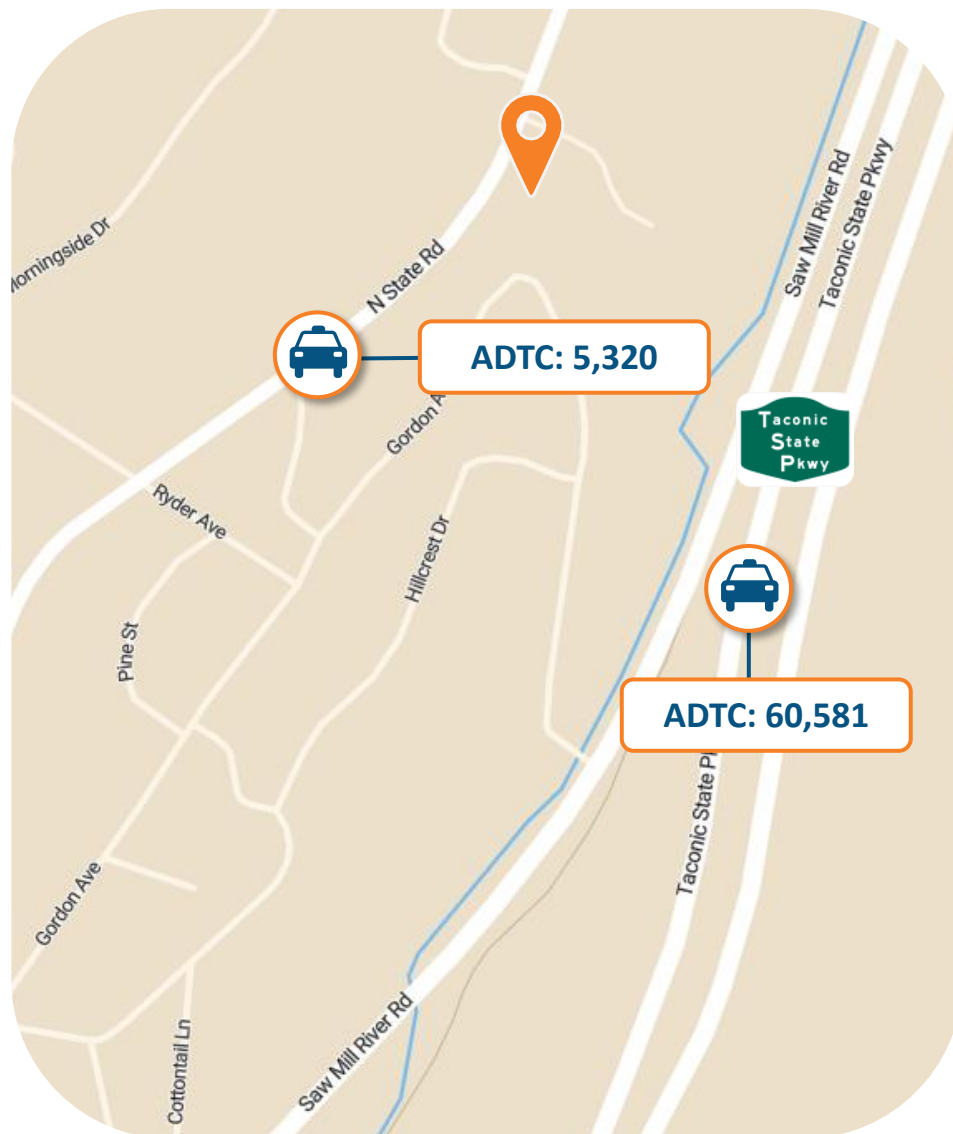 Saw Mill River Rd
Taconic State Pkwy
Morningside Dr
N State Rd
ADTC: 5,320
Gordon
Taconic
State
Pkwy
Ryder Ave
Hillcrest Dr
Pine St
ADTC: 60,581
Taconic State
Gordon Ave
Saw Mill River Rd
Cottontail Ln